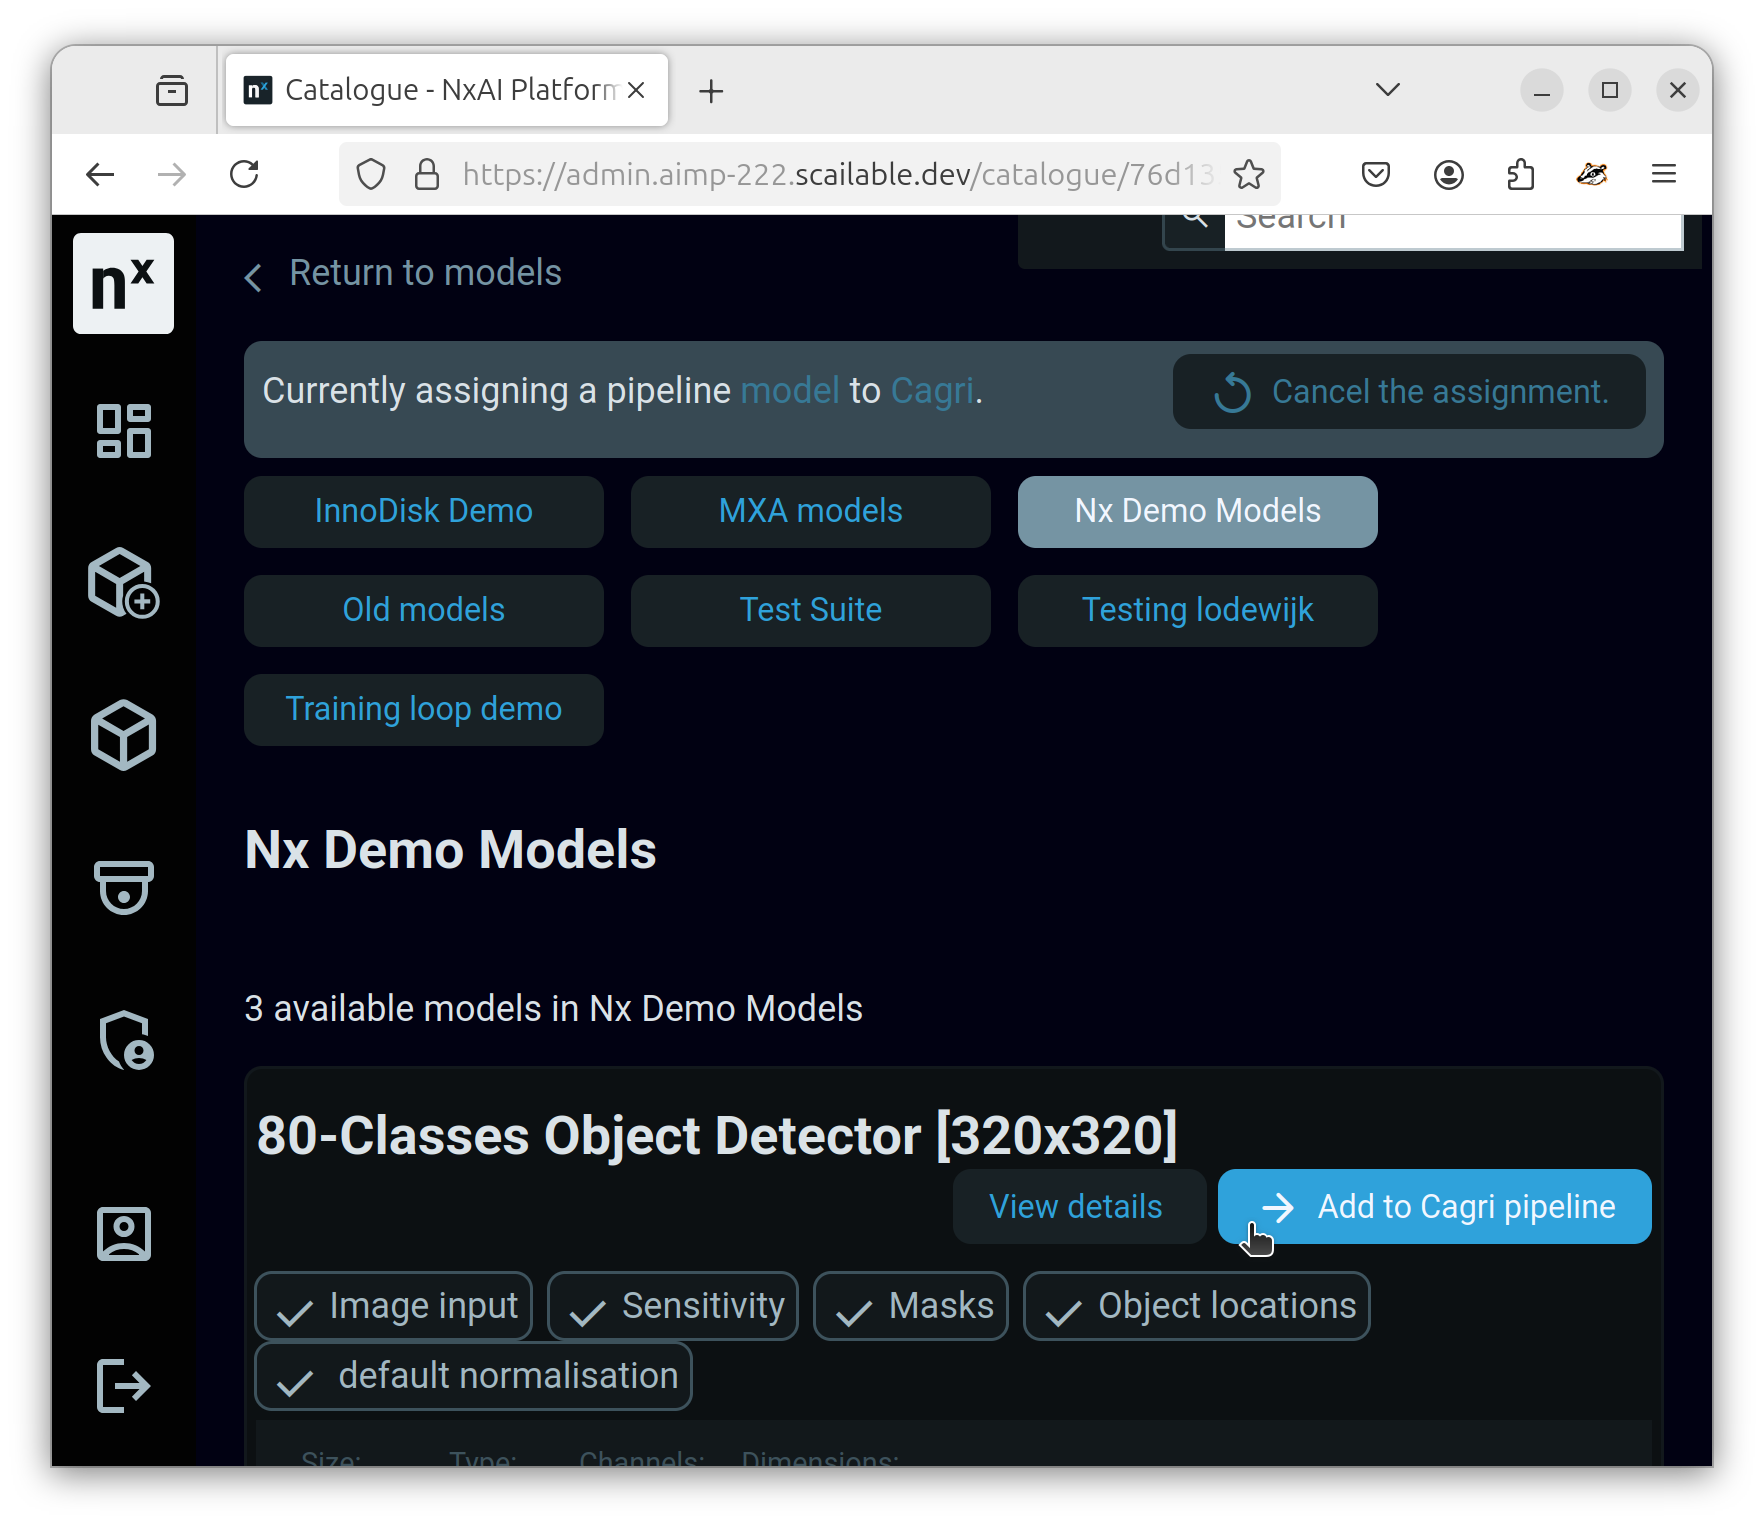 Catalogue - NxAI Platform
https://admin.aimp-222.scailable.dev/catalogue/76d13
Search
nx
Return to models
Currently assigning a pipeline model to Cagri.
Cancel the assignment.
InnoDisk Demo
MXA models
Nx Demo Models
Old models
Test Suite
Testing lodewijk
Training loop demo
Nx Demo Models
3 available models in Nx Demo Models
80-Classes Object Detector [320x320]
View details
Add to Cagri pipeline
Image input
Sensitivity
Masks
Object locations
default normalisation
Size:
Type:
Channels:
Dimensions: